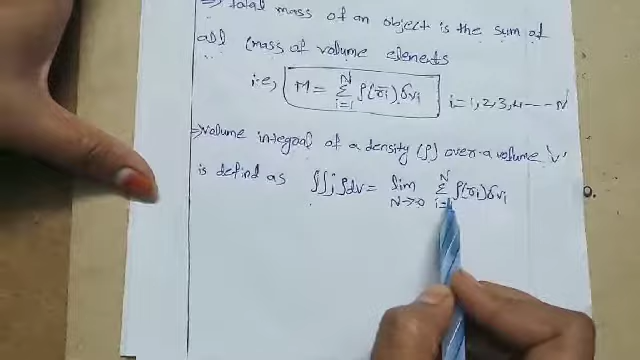 ⇒ Total mass of an object is the sum of
all (mass of volume elements
i.e, M = Σ_{i=1}^{N} ρ(r̄i).δvi i=1,2,3,4----N
⇒ Volume integral of a density (ρ) over a volume 'v'
is defind as ∫∫∫ρdv = lim_{N→∞} Σ_{i=1}^{N} ρ(r̄i)δvi